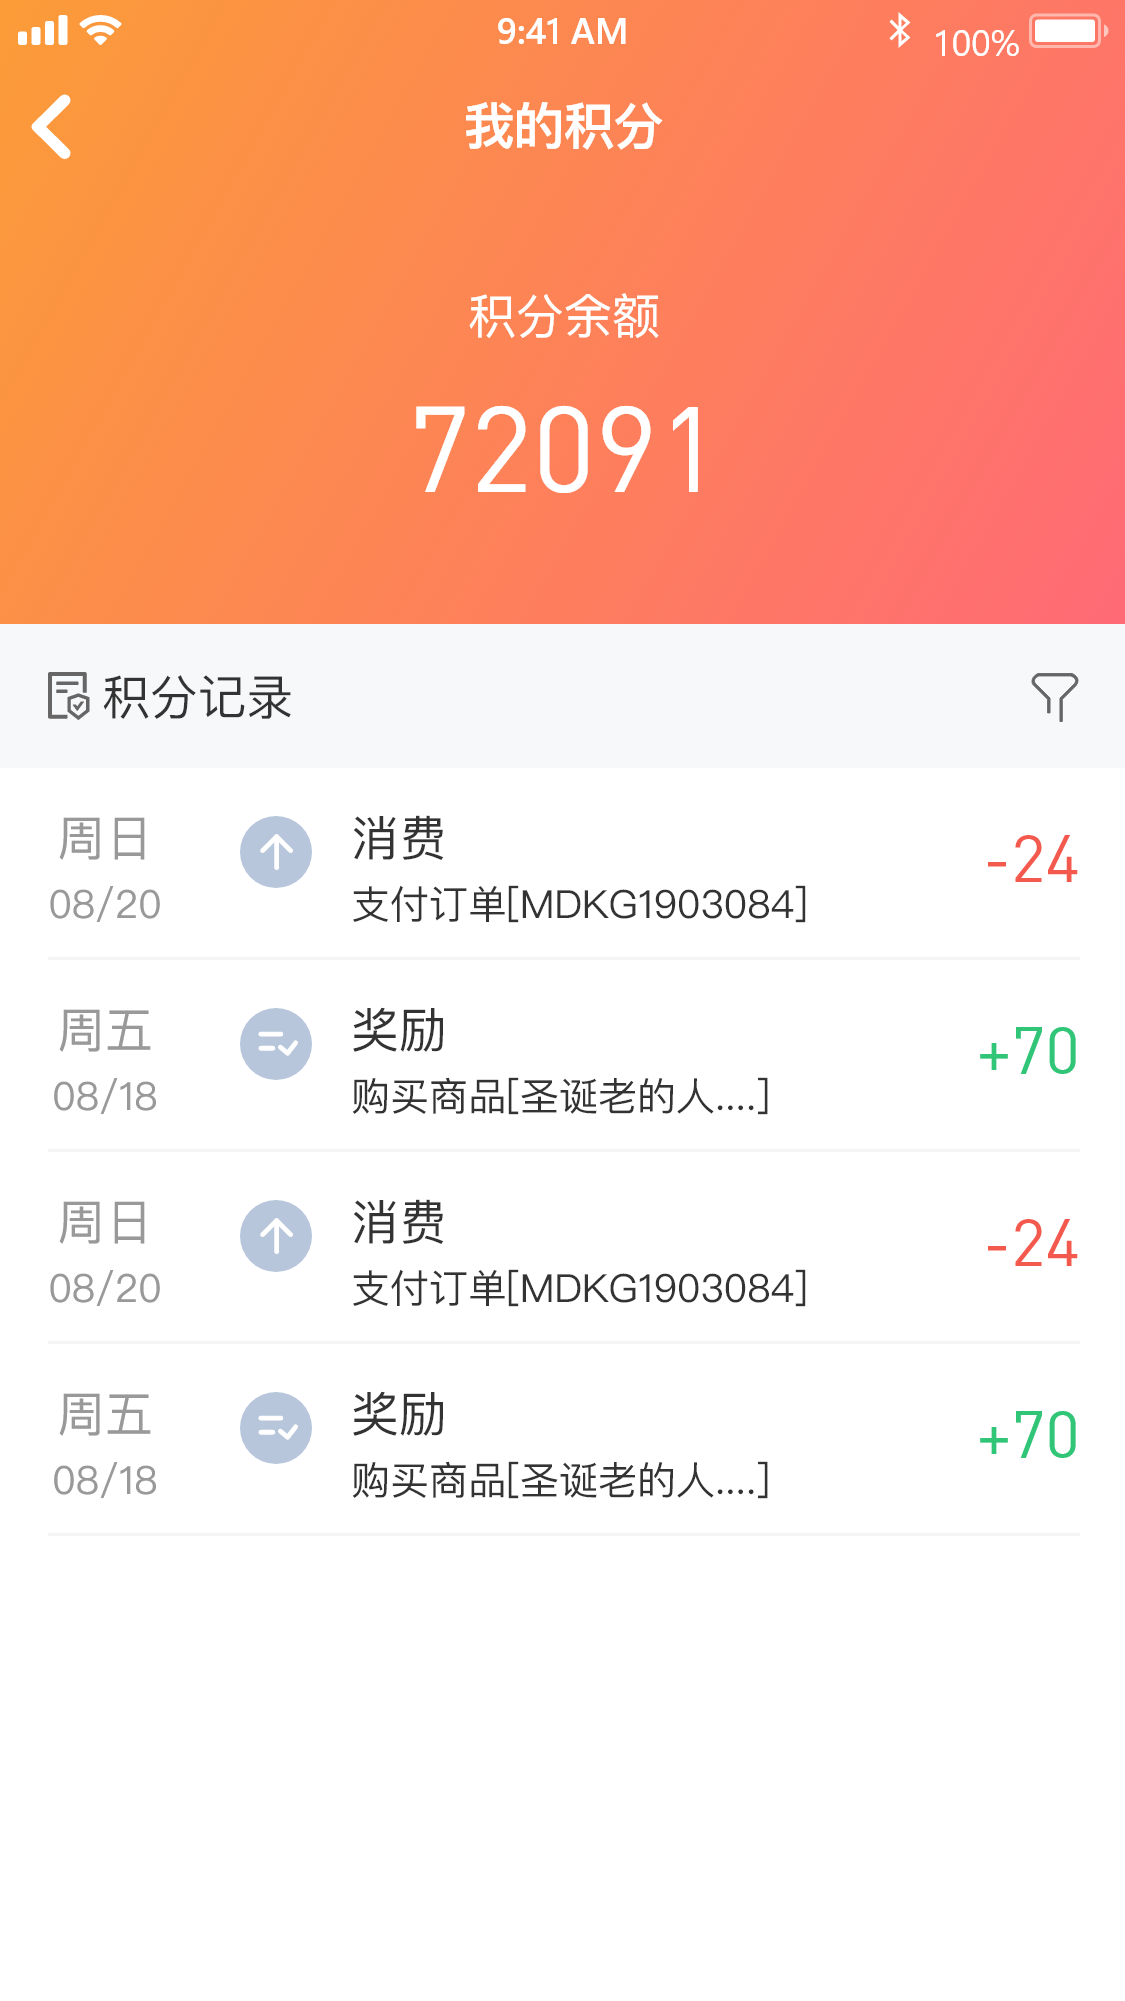 9:41 AM
100%
我的积分
积分余额
72091
积分记录
周日
08/20
消费
支付订单[MDKG1903084]
-24
周五
08/18
奖励
购买商品[圣诞老的人....]
+70
周日
08/20
消费
支付订单[MDKG1903084]
-24
周五
08/18
奖励
购买商品[圣诞老的人....]
+70